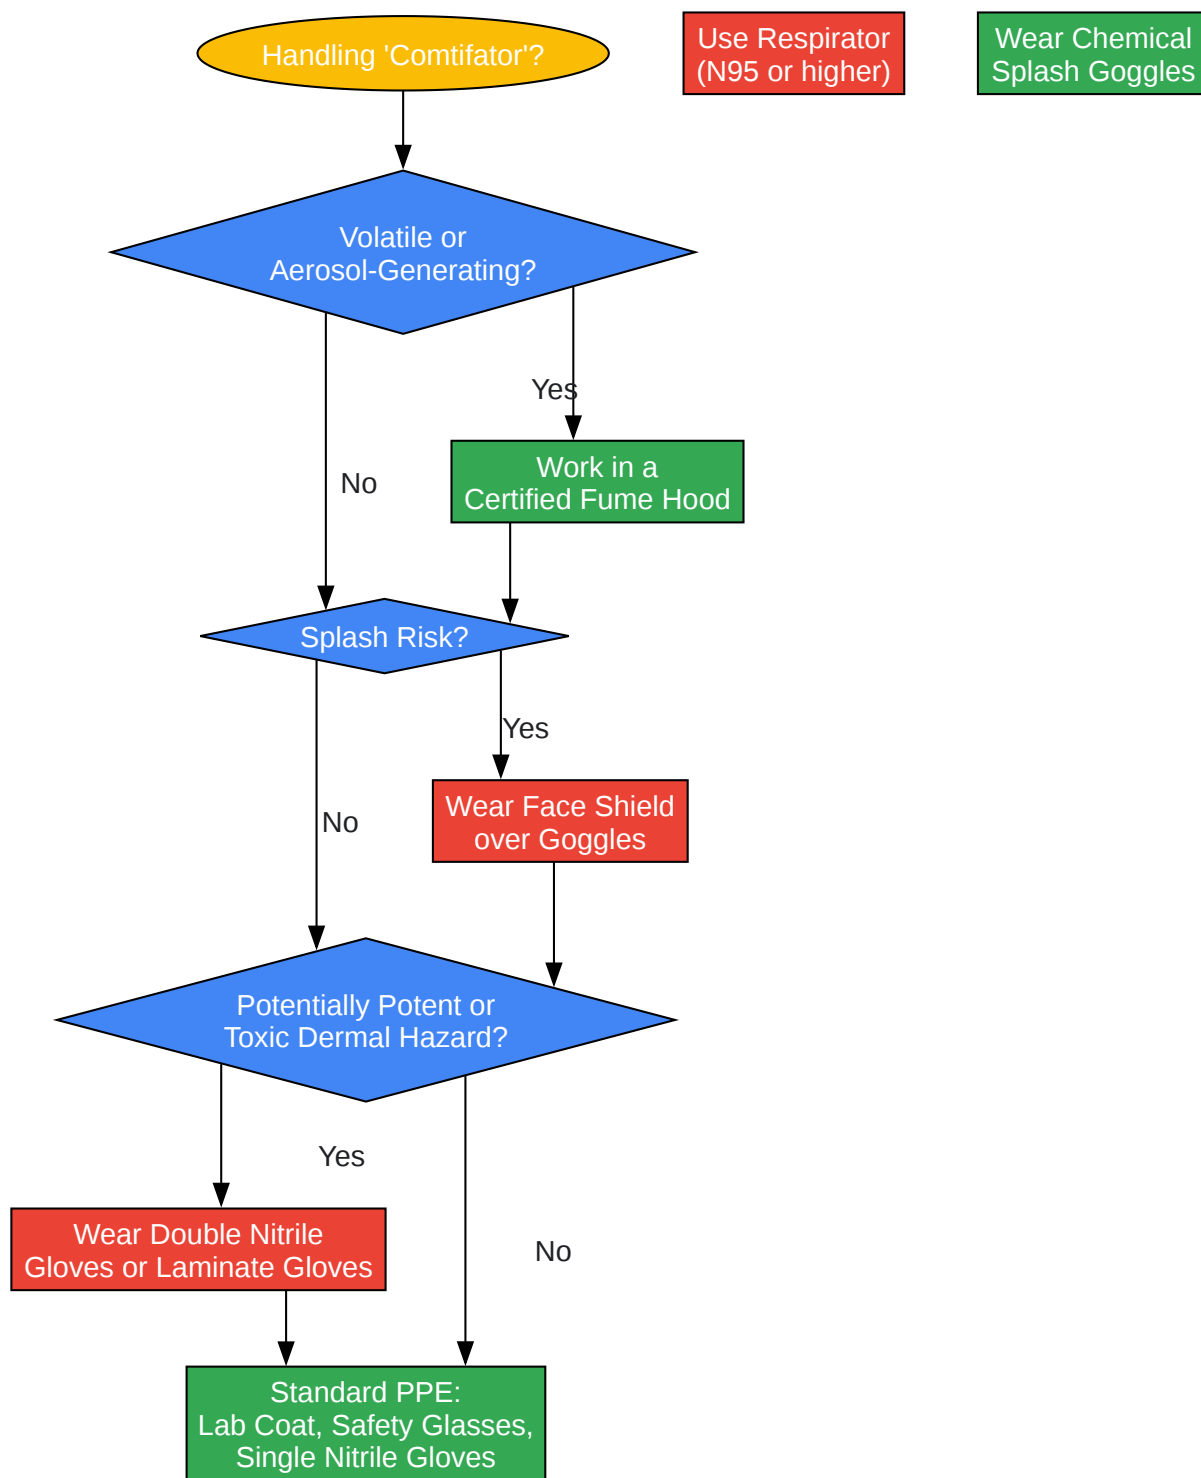 Handling 'Comtifator'?
Use Respirator
(N95 or higher)
Wear Chemical
Splash Goggles
Volatile or
Aerosol-Generating?
Yes
No
Work in a
Certified Fume Hood
Splash Risk?
Yes
No
Wear Face Shield
over Goggles
Potentially Potent or
Toxic Dermal Hazard?
Yes
No
Wear Double Nitrile
Gloves or Laminate Gloves
Standard PPE:
Lab Coat, Safety Glasses,
Single Nitrile Gloves